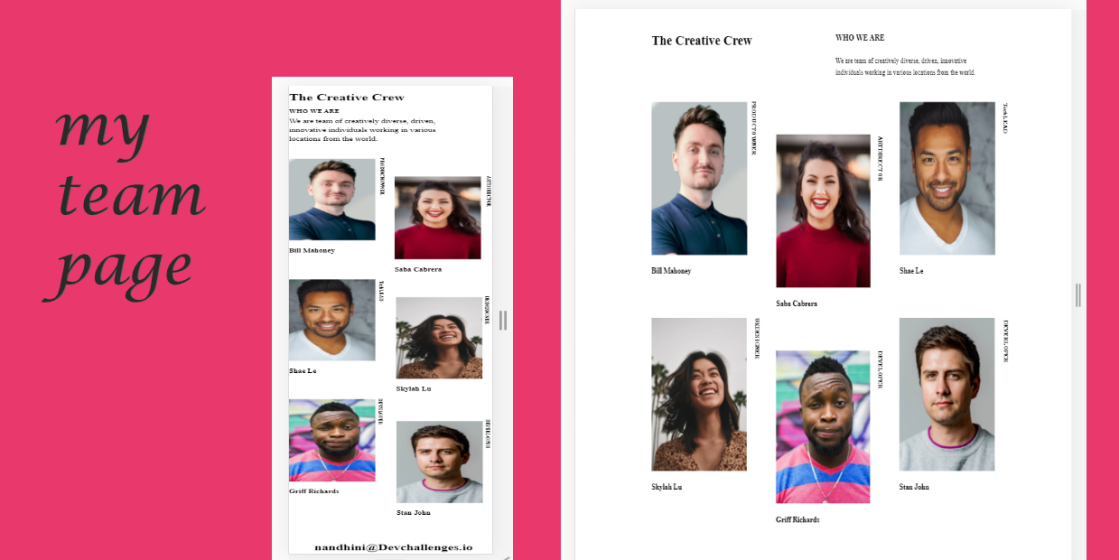 my
team
page
The Creative Crew
WHO WE ARE
We are team of creatively diverse, driven,
innovative individuals working in various
locations from the world.
Bill Mahoney
Saba Cabrera
Shae Le
Skylah Lu
Griff Richards
Stan John
nandhini@Devchallenges.io
The Creative Crew
WHO WE ARE
We are team of creatively diverse, driven, innovative
individuals working in various locations from the world
PRODUCT OWNER
ART DIRECTOR
Tech LEAD
Bill Mahoney
Saba Cabrera
Shae Le
DEVELOPER
DEVELOPER
Skylah Lu
Griff Richards
Stan John